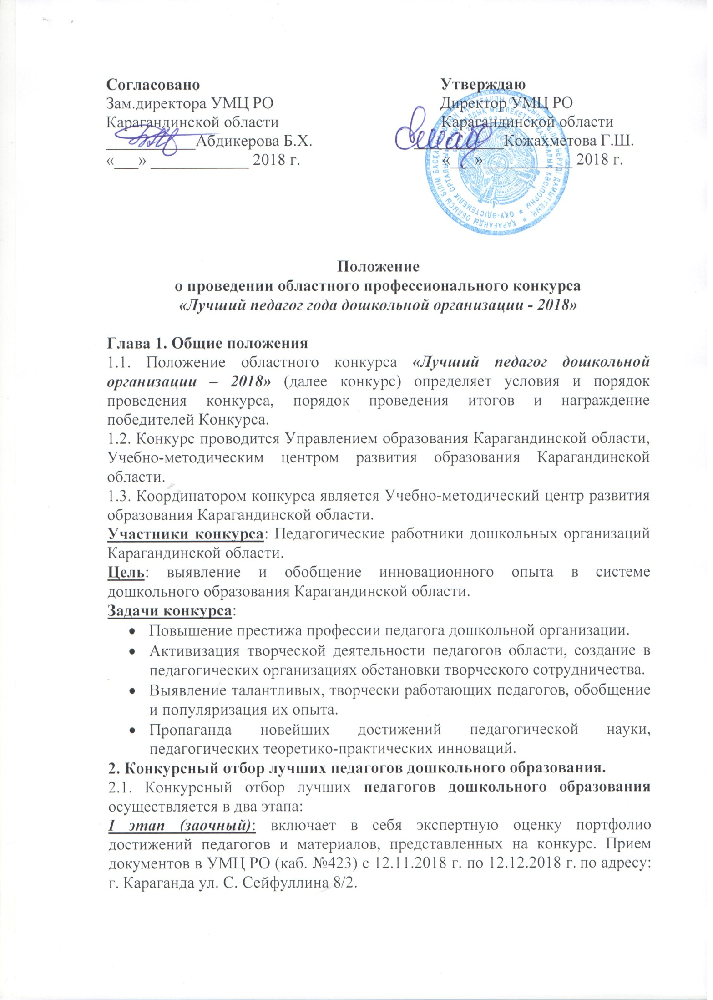 Согласовано
Утверждаю
Зам.директора УМЦ РО
Директор УМЦ РО
Карагандинской области
Карагандинской области
___________Абдикерова Б.Х.
___________Кожахметова Г.Ш.
«___» ____________ 2018 г.
«___»___________ 2018 г.
Положение
о проведении областного профессионального конкурса
«Лучший педагог года дошкольной организации - 2018»
Глава 1. Общие положения
1.1. Положение областного конкурса «Лучший педагог дошкольной
организации – 2018» (далее конкурс) определяет условия и порядок
проведения конкурса, порядок проведения итогов и награждение
победителей Конкурса.
1.2. Конкурс проводится Управлением образования Карагандинской области,
Учебно-методическим центром развития образования Карагандинской
области.
1.3. Координатором конкурса является Учебно-методический центр развития
образования Карагандинской области.
Участники конкурса: Педагогические работники дошкольных организаций
Карагандинской области.
Цель: выявление и обобщение инновационного опыта в системе
дошкольного образования Карагандинской области.
Задачи конкурса:
• Повышение престижа профессии педагога дошкольной организации.
• Активизация творческой деятельности педагогов области, создание в
педагогических организациях обстановки творческого сотрудничества.
• Выявление талантливых, творчески работающих педагогов, обобщение
и популяризация их опыта.
• Пропаганда новейших достижений педагогической науки,
педагогических теоретико-практических инноваций.
2. Конкурсный отбор лучших педагогов дошкольного образования.
2.1. Конкурсный отбор лучших педагогов дошкольного образования
осуществляется в два этапа:
I этап (заочный): включает в себя экспертную оценку портфолио
достижений педагогов и материалов, представленных на конкурс. Прием
документов в УМЦ РО (каб. №423) с 12.11.2018 г. по 12.12.2018 г. по адресу:
г. Караганда ул. С. Сейфуллина 8/2.